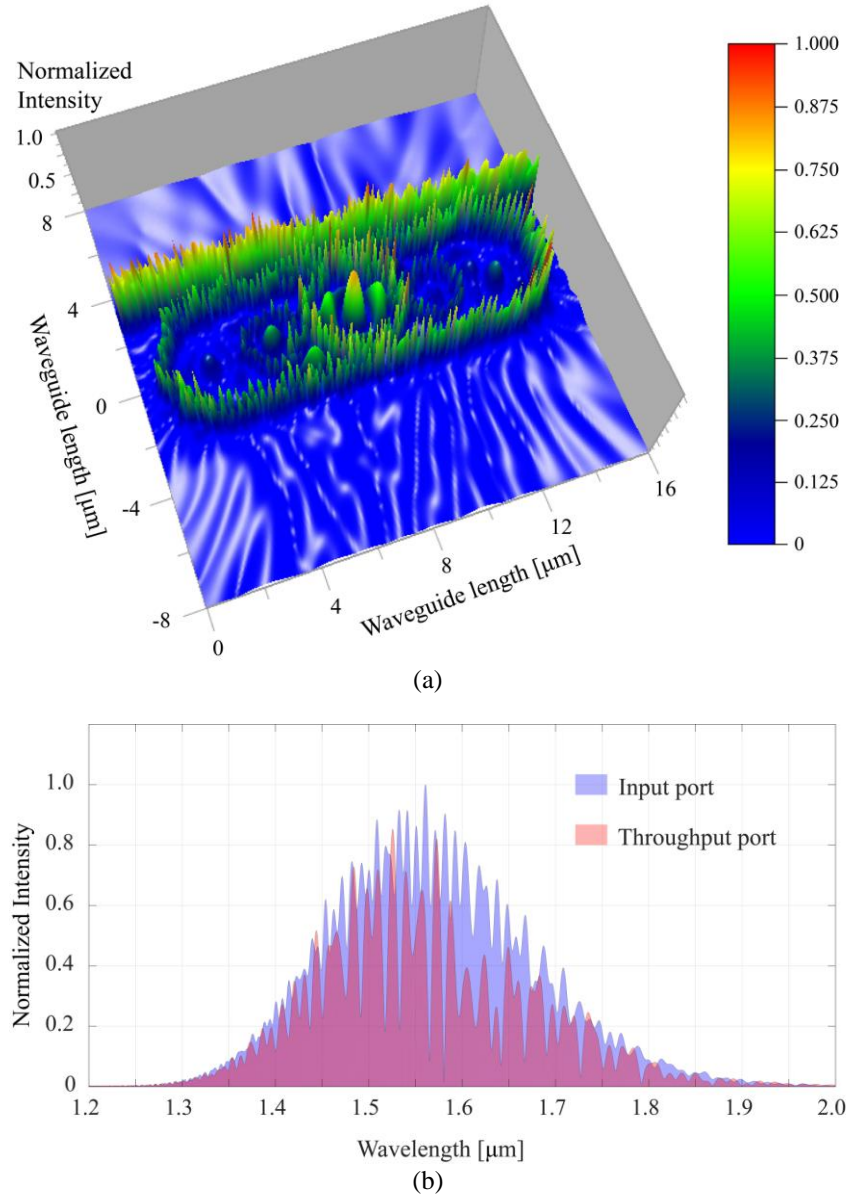 Normalized
Intensity
1.0
0.5
8
4
0
-4
-8
Waveguide length [μm]
0
4
8
12
16
Waveguide length [μm]
1.000
0.875
0.750
0.625
0.500
0.375
0.250
0.125
0
(a)
Normalized Intensity
1.0
0.8
0.6
0.4
0.2
0
Input port
Throughput port
1.2 1.3 1.4 1.5 1.6 1.7 1.8 1.9 2.0
Wavelength [μm]
(b)